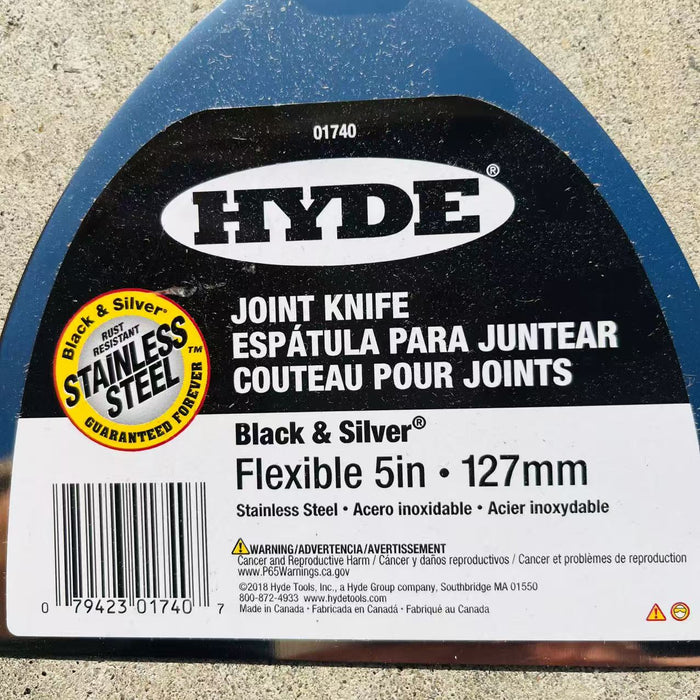 01740
HYDE®
JOINT KNIFE
ESPÁTULA PARA JUNTEAR
COUTEAU POUR JOINTS
Black & Silver®
RUST
RESISTANT
STAINLESS
STEEL™
GUARANTEED FOREVER
Black & Silver®
Flexible 5in • 127mm
Stainless Steel • Acero inoxidable • Acier inoxydable
WARNING/ADVERTENCIA/AVERTISSEMENT
Cancer and Reproductive Harm / Cáncer y daños reproductivos / Cancer et problèmes de reproduction
www.P65Warnings.ca.gov
©2018 Hyde Tools, Inc., a Hyde Group company, Southbridge MA 01550
800-872-4933 www.hydetools.com
Made in Canada • Fabricada en Canadá • Fabriqué au Canada
0 79423 01740 7